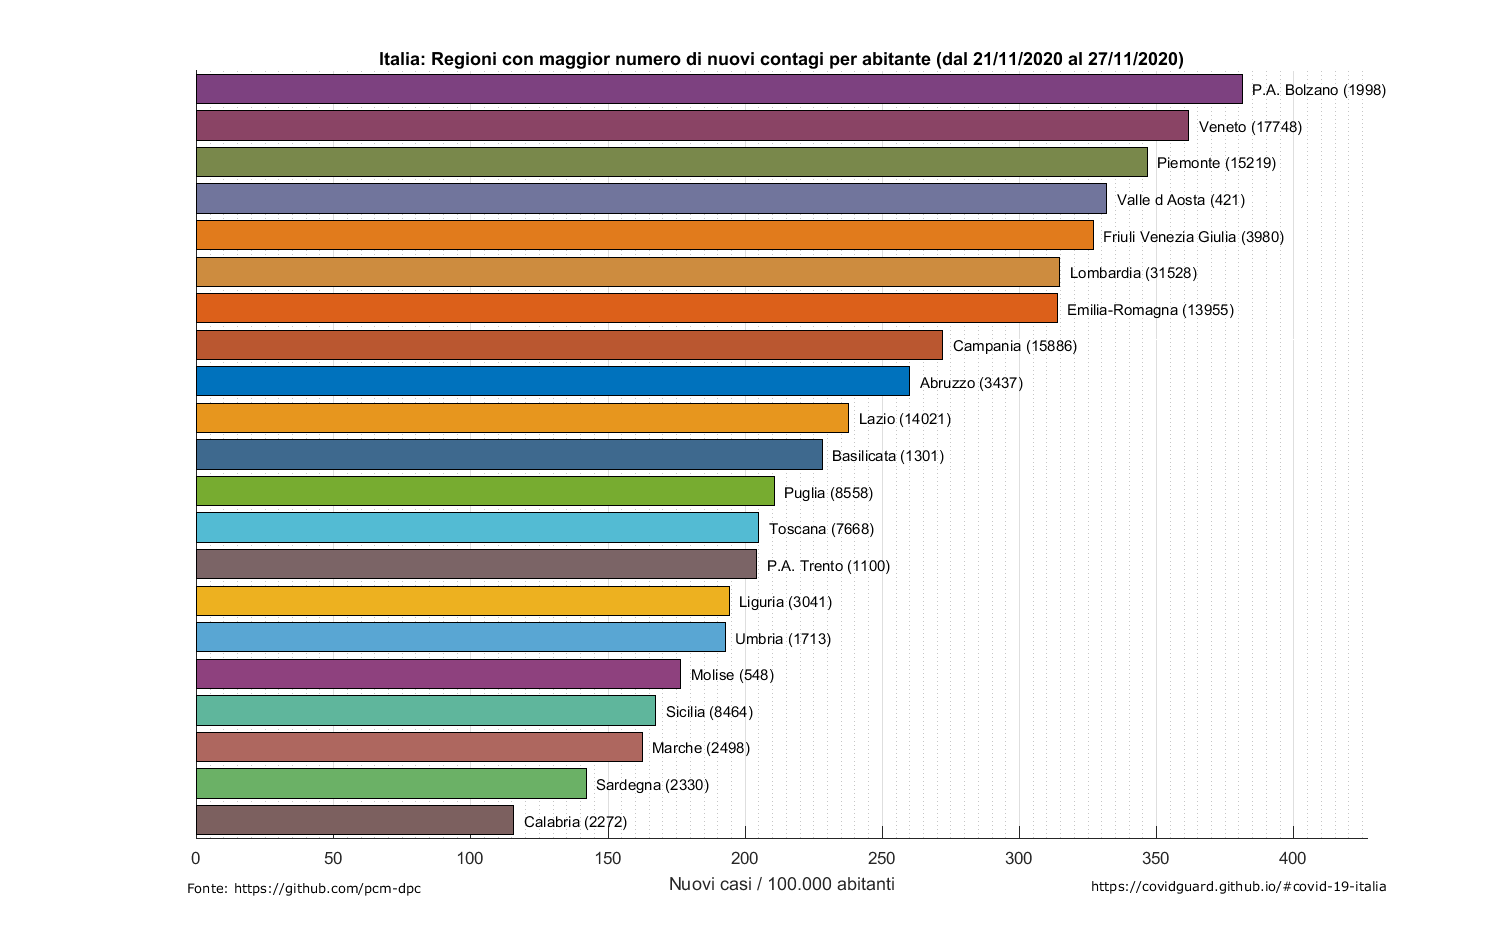 Italia: Regioni con maggior numero di nuovi contagi per abitante (dal 21/11/2020 al 27/11/2020)
P.A. Bolzano (1998)
Veneto (17748)
Piemonte (15219)
Valle d Aosta (421)
Friuli Venezia Giulia (3980)
Lombardia (31528)
Emilia-Romagna (13955)
Campania (15886)
Abruzzo (3437)
Lazio (14021)
Basilicata (1301)
Puglia (8558)
Toscana (7668)
P.A. Trento (1100)
Liguria (3041)
Umbria (1713)
Molise (548)
Sicilia (8464)
Marche (2498)
Sardegna (2330)
Calabria (2272)
0 50 100 150 200 250 300 350 400
Nuovi casi / 100.000 abitanti
Fonte: https://github.com/pcm-dpc
https://covidguard.github.io/#covid-19-italia